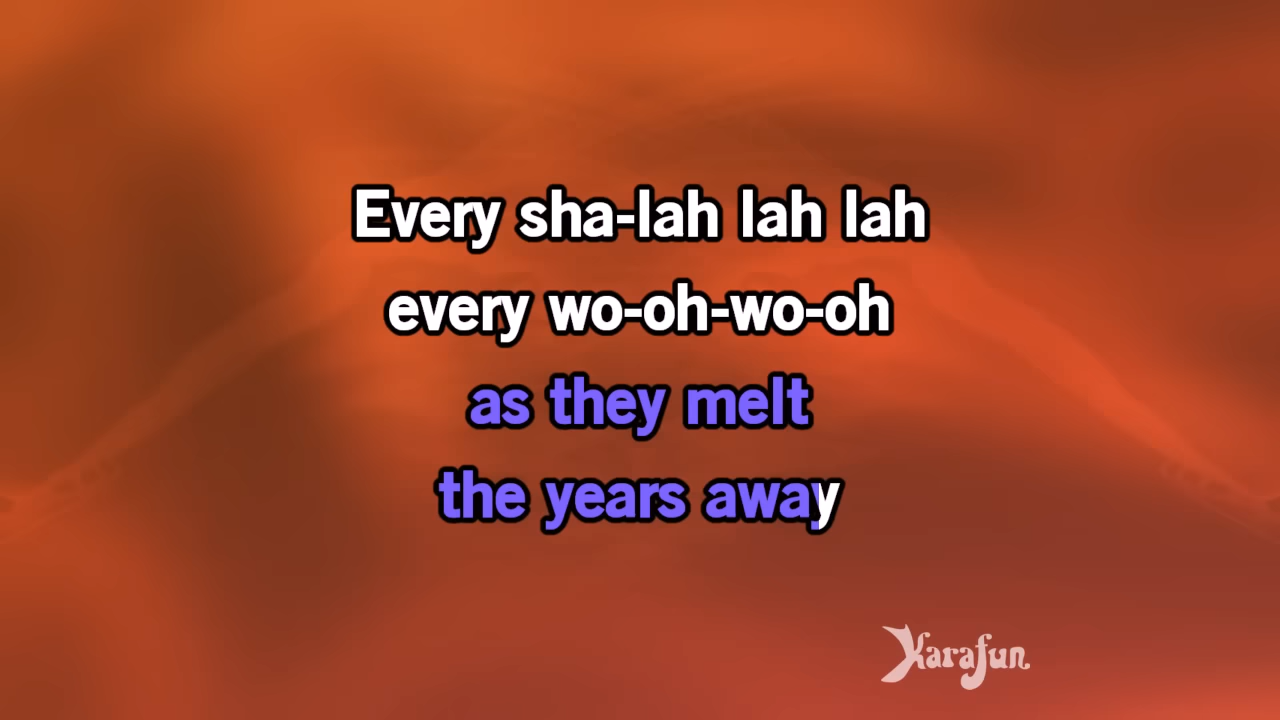 Every sha-lah lah lah
every wo-oh-wo-oh
as they melt
the years away
Karafun